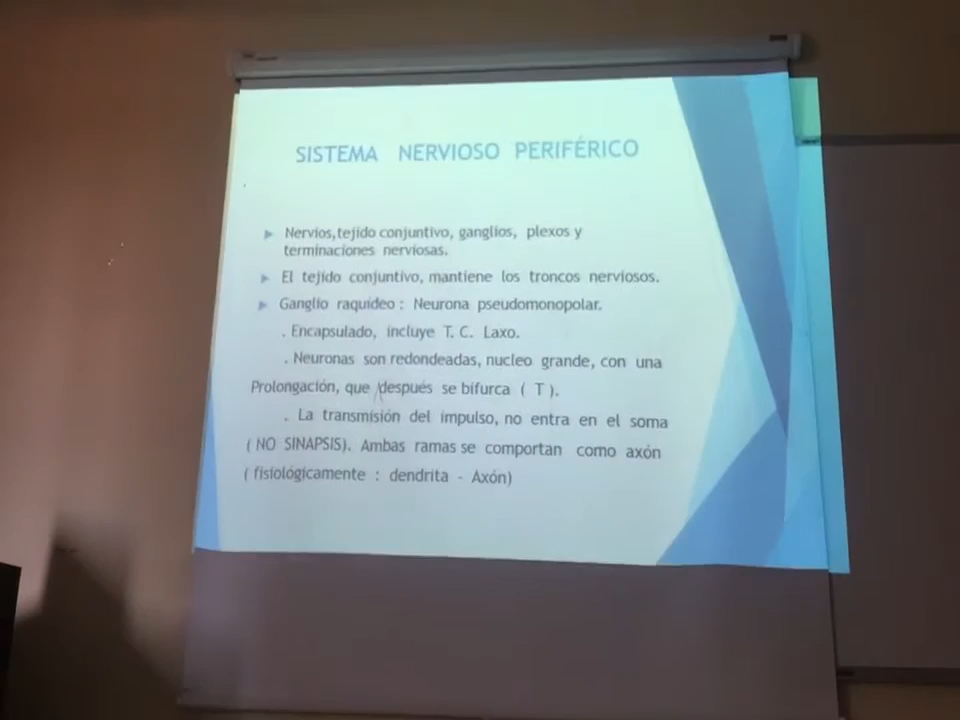 SISTEMA NERVIOSO PERIFÉRICO
Nervios,tejido conjuntivo, ganglios, plexos y
terminaciones nerviosas.
El tejido conjuntivo, mantiene los troncos nerviosos.
Ganglio raquideo : Neurona pseudomonopolar.
. Encapsulado, incluye T. C. Laxo.
. Neuronas son redondeadas, nucleo grande, con una
Prolongación, que después se bifurca ( T ).
. La transmisión del impulso, no entra en el soma
( NO SINAPSIS). Ambas ramas se comportan como axón
( fisiológicamente : dendrita - Axón)